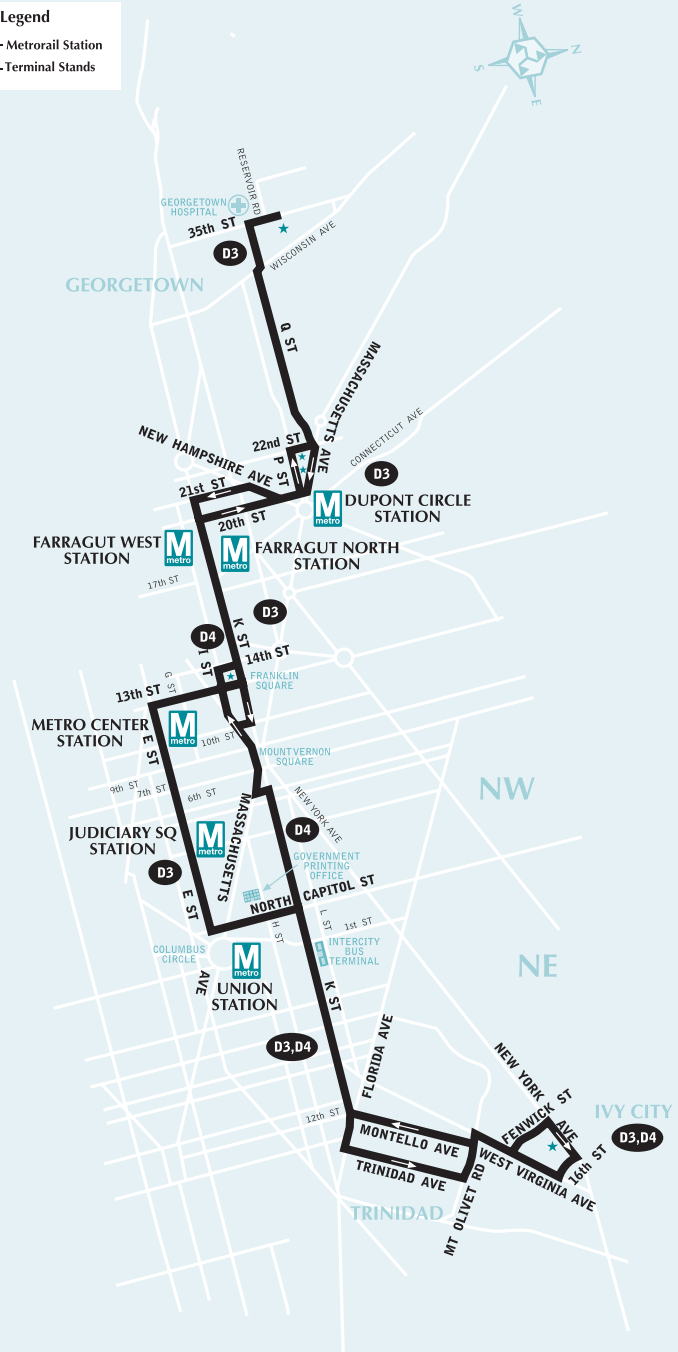 Legend
- Metrorail Station
- Terminal Stands
W
N
S
E
RESERVOIR RD
GEORGETOWN
HOSPITAL
35th ST
D3
WISCONSIN AVE
GEORGETOWN
Q ST
MASSACHUSETTS AVE
CONNECTICUT AVE
NEW HAMPSHIRE AVE
22nd ST
P ST
D3
21st ST
20th ST
M
metro
DUPONT CIRCLE
STATION
FARRAGUT WEST
STATION
M
metro
M
metro
FARRAGUT NORTH
STATION
17th ST
D3
D4
K ST
I ST
14th ST
FRANKLIN
SQUARE
G ST
13th ST
METRO CENTER
STATION
M
metro
E ST
10th ST
MOUNT VERNON
SQUARE
NW
9th ST
7th ST
6th ST
NEW YORK AVE
MASSACHUSETTS
D4
JUDICIARY SQ
STATION
M
metro
GOVERNMENT
PRINTING
OFFICE
D3
E ST
NORTH CAPITOL ST
L ST
1st ST
H ST
COLUMBUS
CIRCLE
INTERCITY
BUS
TERMINAL
M
metro
AVE
UNION
STATION
NE
K ST
D3,D4
FLORIDA AVE
NEW YORK AVE
FENWICK ST
IVY CITY
D3,D4
12th ST
MONTELLO AVE
TRINIDAD AVE
WEST VIRGINIA AVE
16th ST
MT OLIVET RD
TRINIDAD